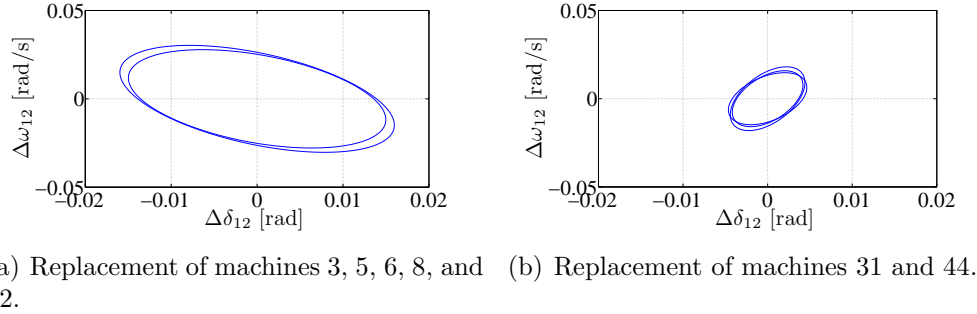 0.05
0
−0.05
−0.02
−0.01
0
0.01
0.02
Δω12 [rad/s]
Δδ12 [rad]
0.05
0
−0.05
−0.02
−0.01
0
0.01
0.02
Δω12 [rad/s]
Δδ12 [rad]
) Replacement of machines 3, 5, 6, 8, and
2.
(b) Replacement of machines 31 and 44.